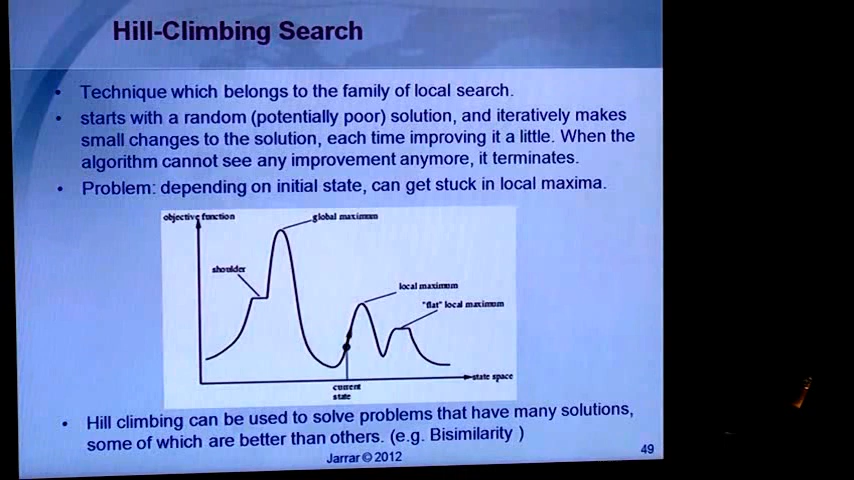 Hill-Climbing Search
• Technique which belongs to the family of local search.
• starts with a random (potentially poor) solution, and iteratively makes
small changes to the solution, each time improving it a little. When the
algorithm cannot see any improvement anymore, it terminates.
• Problem: depending on initial state, can get stuck in local maxima.
objective function
global maximum
shoulder
local maximum
"flat" local maximum
state space
current
state
• Hill climbing can be used to solve problems that have many solutions,
some of which are better than others. (e.g. Bisimilarity )
Jarrar © 2012
49